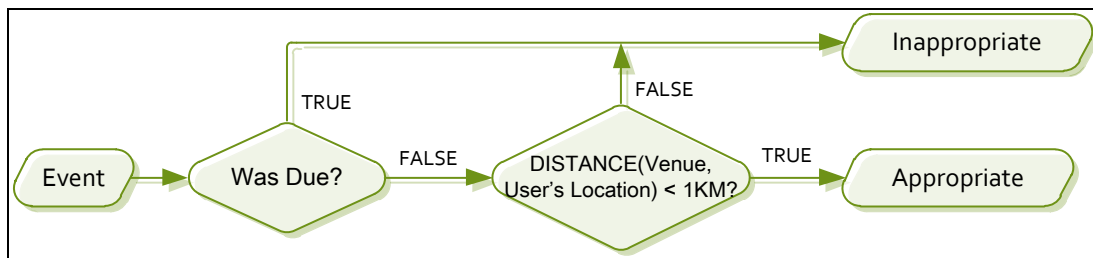 Inappropriate
TRUE
FALSE
Event
Was Due?
FALSE
DISTANCE(Venue,
User’s Location) < 1KM?
TRUE
Appropriate